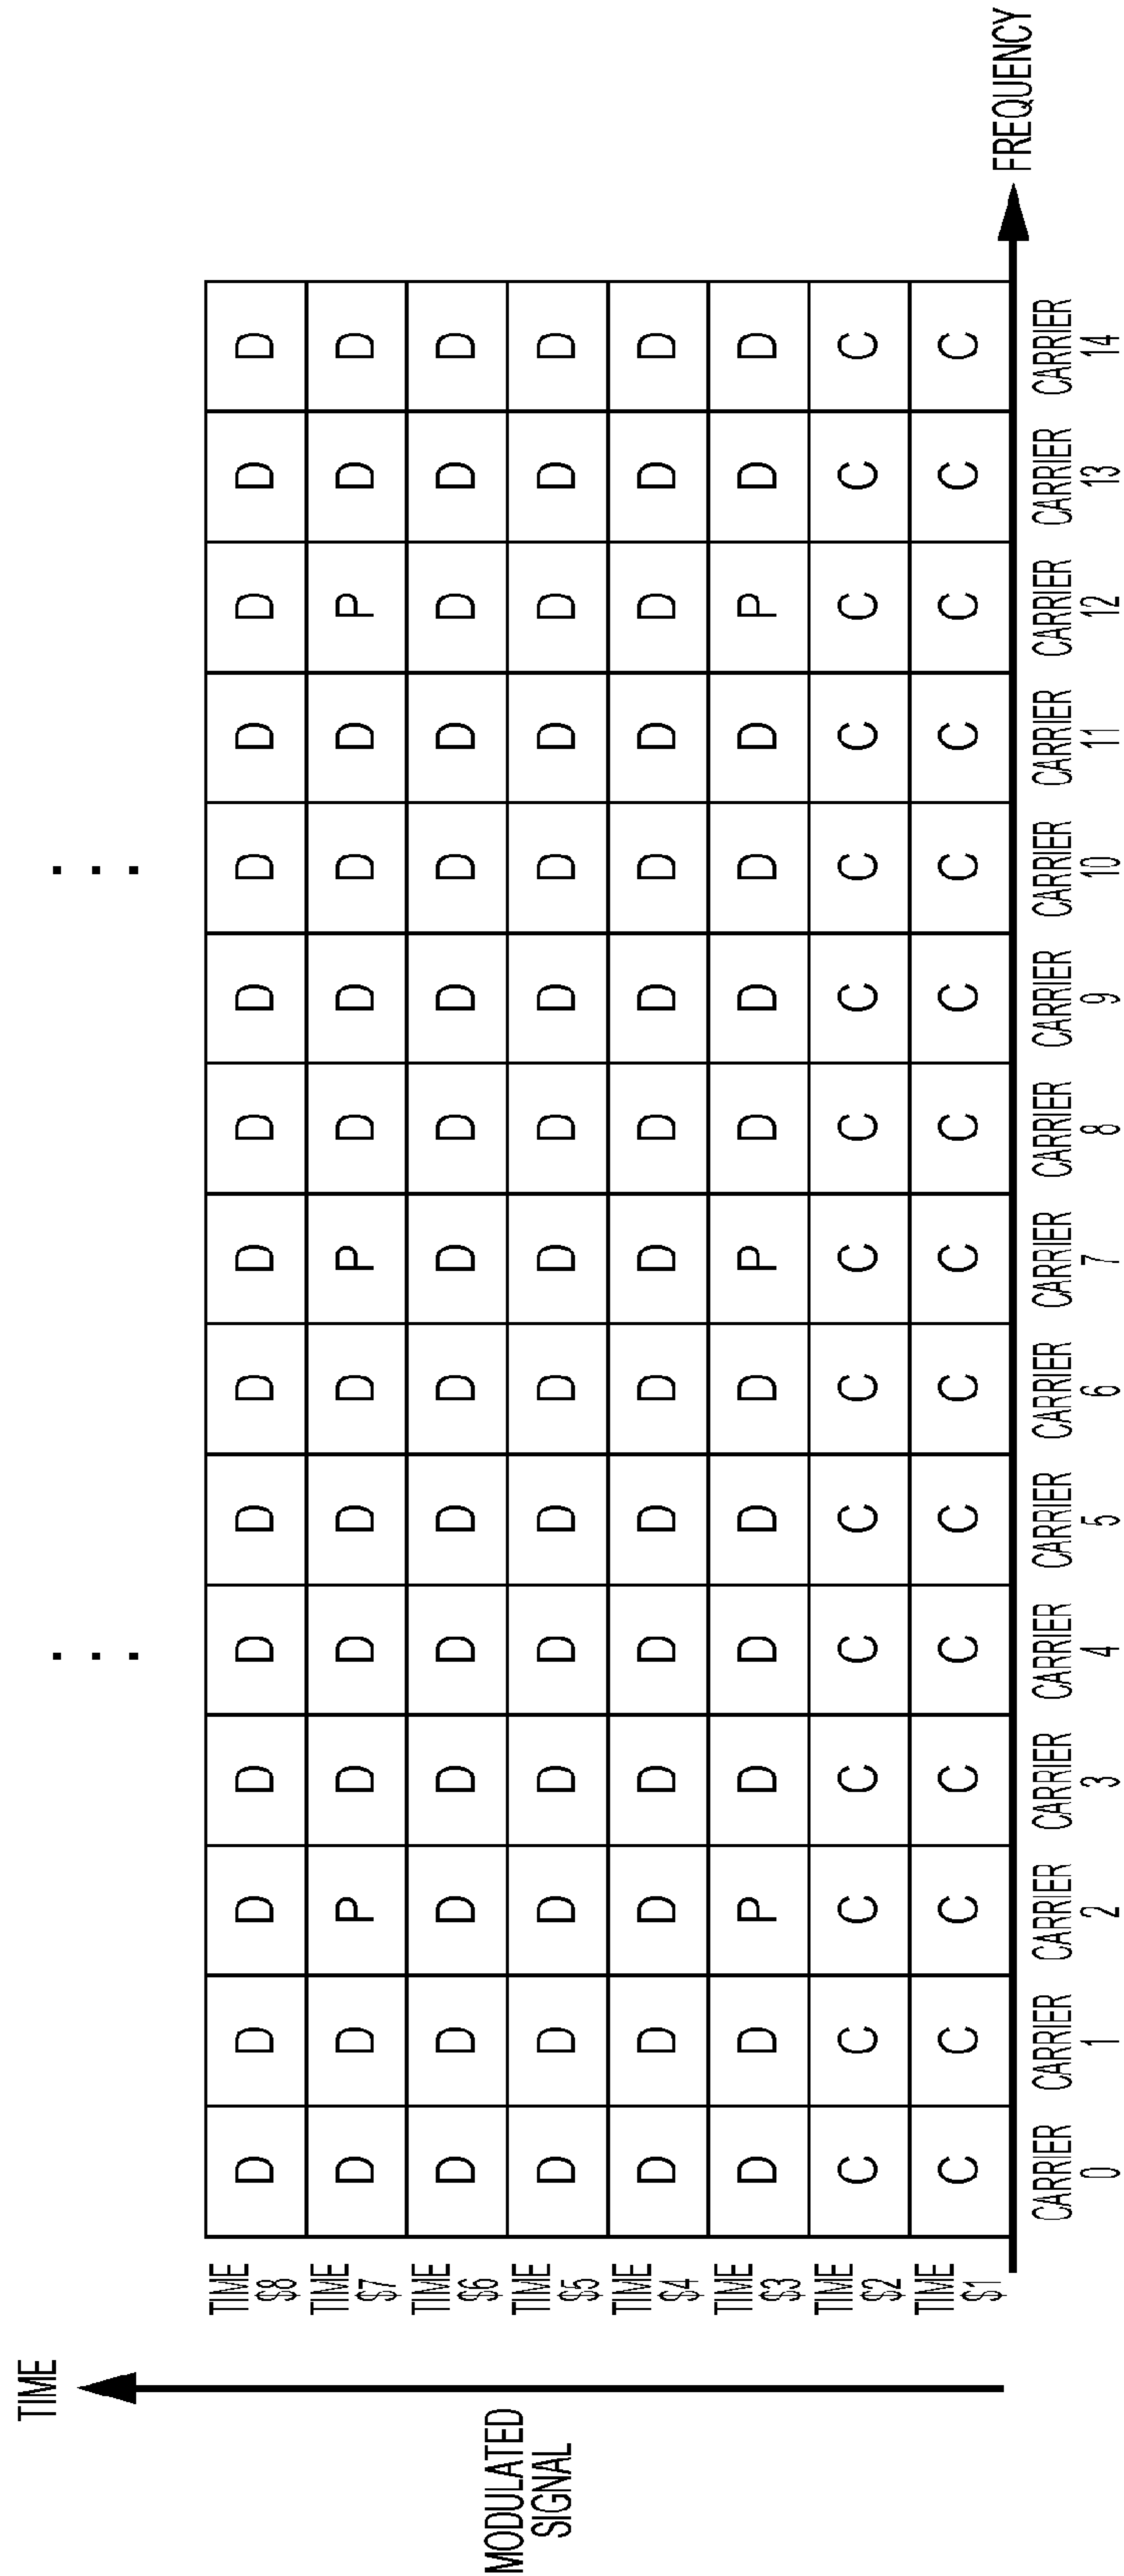 TIME
TIME
$8 D D D D D D D D D D D D D D D
TIME
$7 D D P D D D D P D D D D P D D
TIME
$6 D D D D D D D D D D D D D D D
MODULATED
SIGNAL
TIME
$5 D D D D D D D D D D D D D D D
TIME
$4 D D D D D D D D D D D D D D D
TIME
$3 D D P D D D D P D D D D P D D
TIME
$2 C C C C C C C C C C C C C C C
TIME
$1 C C C C C C C C C C C C C C C
FREQUENCY
CARRIER CARRIER CARRIER CARRIER CARRIER CARRIER CARRIER CARRIER CARRIER CARRIER CARRIER CARRIER CARRIER CARRIER CARRIER
0 1 2 3 4 5 6 7 8 9 10 11 12 13 14